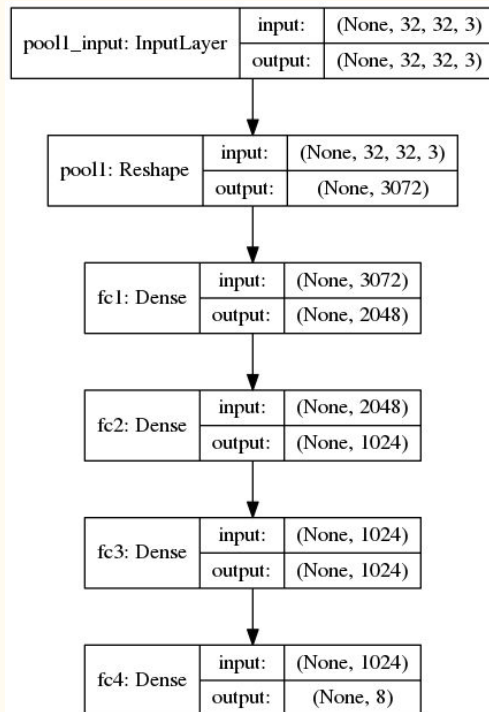 pool1_input: InputLayer
input: (None, 32, 32, 3)
output: (None, 32, 32, 3)
pool1: Reshape
input: (None, 32, 32, 3)
output: (None, 3072)
fc1: Dense
input: (None, 3072)
output: (None, 2048)
fc2: Dense
input: (None, 2048)
output: (None, 1024)
fc3: Dense
input: (None, 1024)
output: (None, 1024)
fc4: Dense
input: (None, 1024)
output: (None, 8)